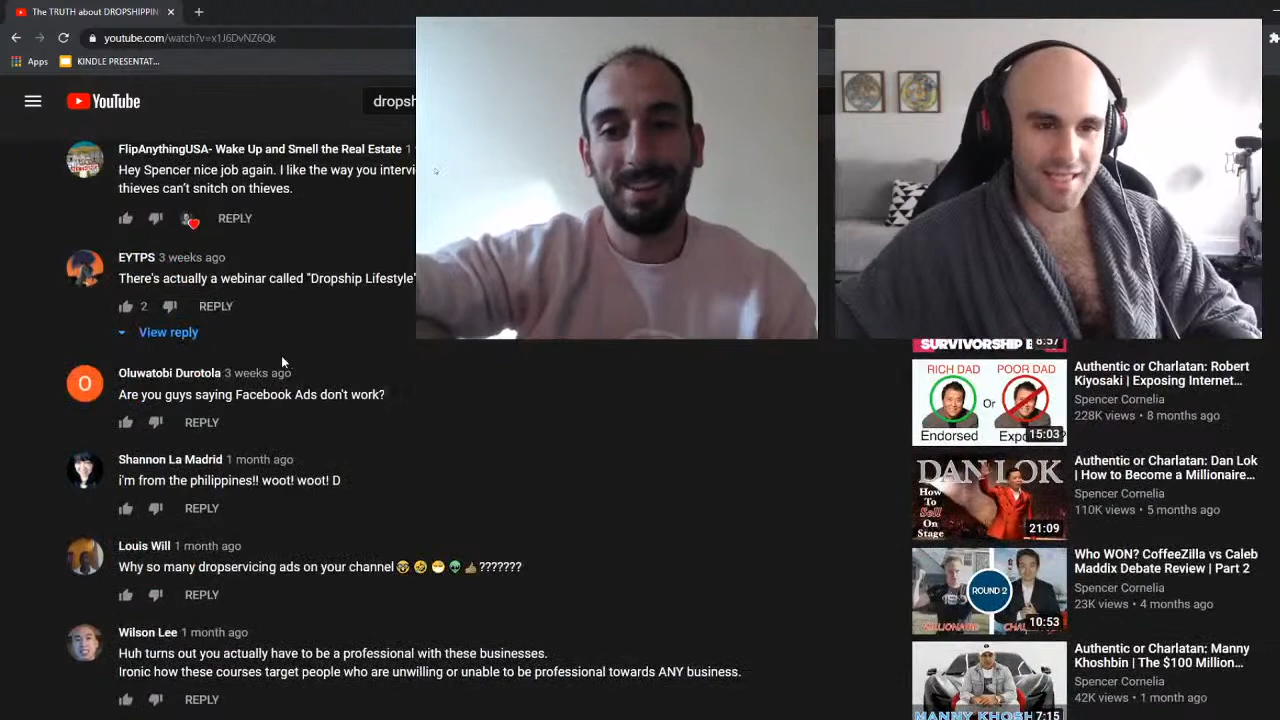 The TRUTH about DROPSHIPPIN
youtube.com/watch?v=x1J6DvNZ6Qk
Apps
KINDLE PRESENTAT...
YouTube
dropsh
FlipAnythingUSA- Wake Up and Smell the Real Estate 1
Hey Spencer nice job again. I like the way you intervi
thieves can't snitch on thieves.
REPLY
EYTPS 3 weeks ago
There's actually a webinar called "Dropship Lifestyle"
2
REPLY
View reply
O
Oluwatobi Durotola 3 weeks ago
Are you guys saying Facebook Ads don't work?
REPLY
Shannon La Madrid 1 month ago
i'm from the philippines!! woot! woot! D
REPLY
Louis Will 1 month ago
Why so many dropservicing ads on your channel 🤓🤣😁👽👍???????
REPLY
Wilson Lee 1 month ago
Huh turns out you actually have to be a professional with these businesses.
Ironic how these courses target people who are unwilling or unable to be professional towards ANY business.
REPLY
SURVIVORSHIP
8:57
RICH DAD
POOR DAD
Or
Endorsed
Exp
15:03
Authentic or Charlatan: Robert
Kiyosaki | Exposing Internet...
Spencer Cornelia
228K views • 8 months ago
DAN LOK
How
To
Sell
On
Stage
21:09
Authentic or Charlatan: Dan Lok
| How to Become a Millionaire...
Spencer Cornelia
110K views • 5 months ago
ROUND 2
10:53
Who WON? CoffeeZilla vs Caleb
Maddix Debate Review | Part 2
Spencer Cornelia
23K views • 4 months ago
MANNY KHOSH
7:15
Authentic or Charlatan: Manny
Khoshbin | The $100 Million...
Spencer Cornelia
42K views • 1 month ago